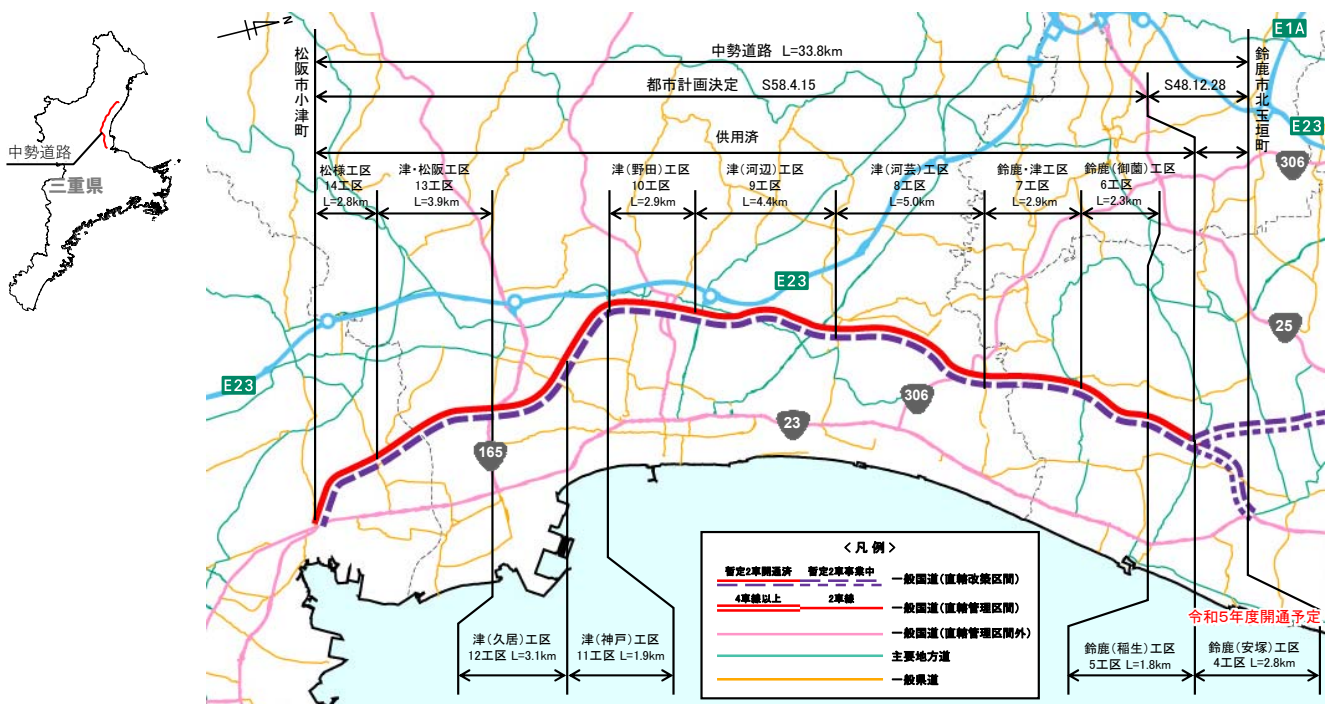 中勢道路
三重県
N
松阪市小津町
中勢道路 L=33.8km
都市計画決定 S58.4.15
S48.12.28
供用済
鈴鹿市北玉垣町
E1A
E23
306
25
松様工区
14工区
L=2.8km
津・松阪工区
13工区
L=3.9km
津(野田)工区
10工区
L=2.9km
津(河辺)工区
9工区
L=4.4km
津(河芸)工区
8工区
L=5.0km
鈴鹿・津工区
7工区
L=2.9km
鈴鹿(御薗)工区
6工区
L=2.3km
E23
E23
165
23
306
<凡 例>
暫定2車開通済 暫定2車事業中 一般国道(直轄改築区間)
4車線以上 2車線 一般国道(直轄管理区間)
一般国道(直轄管理区間外)
主要地方道
一般県道
令和5年度開通予定
津(久居)工区
12工区 L=3.1km
津(神戸)工区
11工区 L=1.9km
鈴鹿(稲生)工区
5工区 L=1.8km
鈴鹿(安塚)工区
4工区 L=2.8km